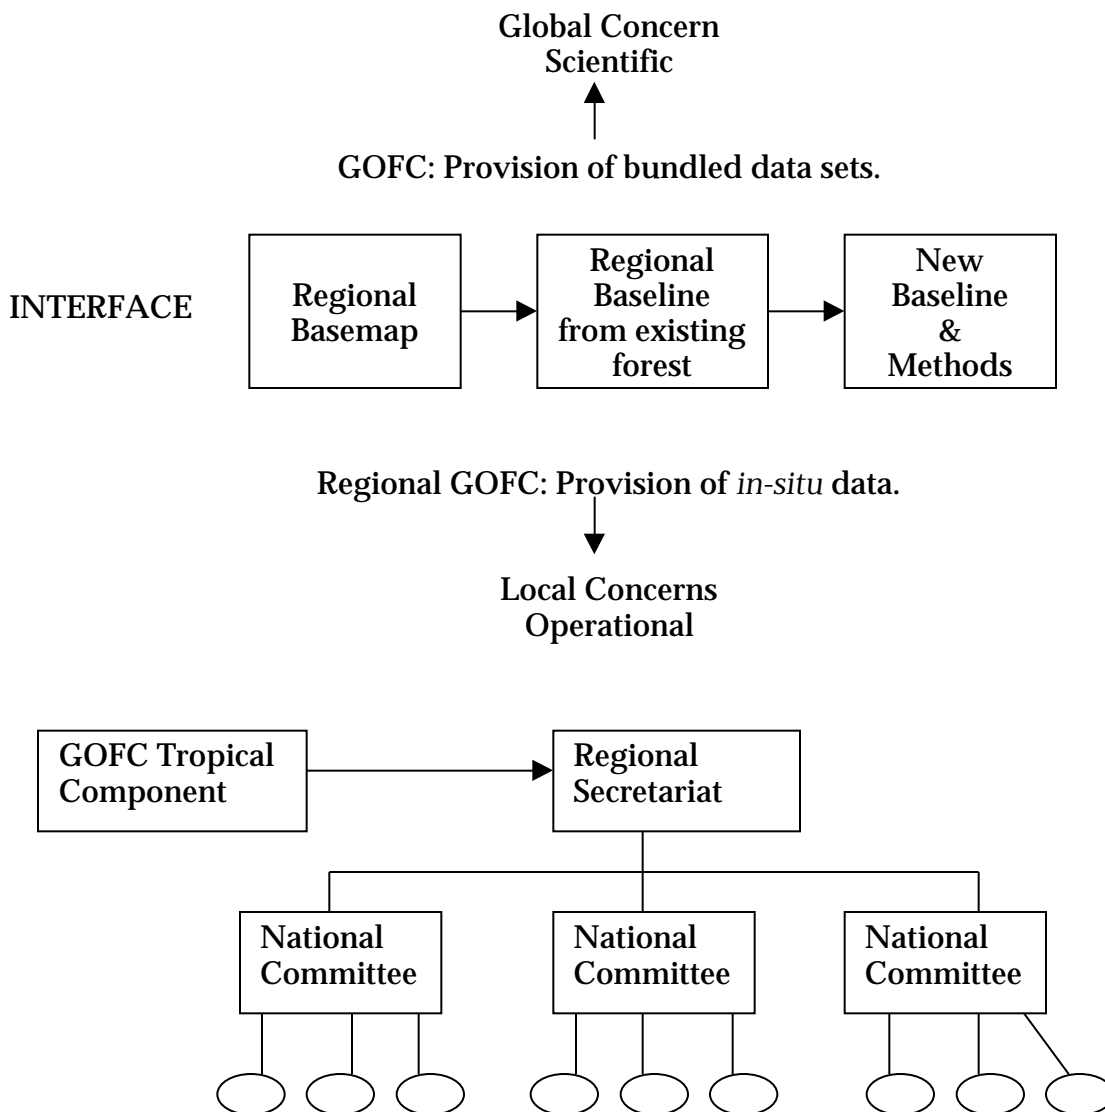 Global Concern
Scientific
GOFC: Provision of bundled data sets.
INTERFACE
Regional
Basemap
Regional
Baseline
from existing
forest
New
Baseline
&
Methods
Regional GOFC: Provision of in-situ data.
Local Concerns
Operational
GOFC Tropical
Component
Regional
Secretariat
National
Committee
National
Committee
National
Committee